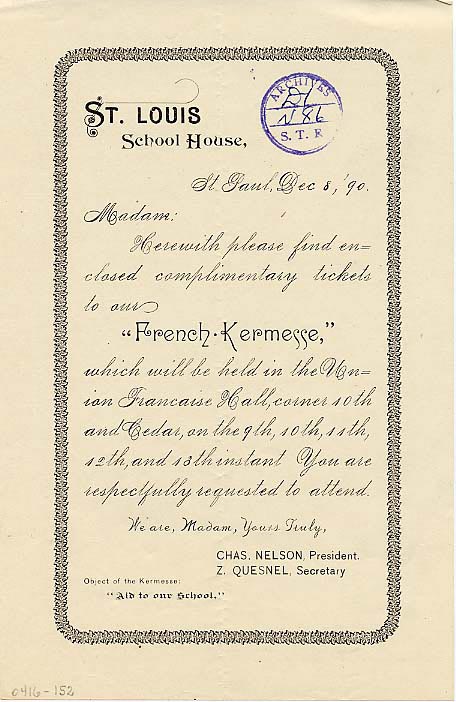 ARCHIVES
D1
N 86
S. T. F.
ST. LOUIS
School House,
St. Paul, Dec 8, '90.
Madam:
Herewith please find en=
closed complimentary tickets
to our
"French·Kermesse,"
which will be held in the Un=
ion Francaise Hall, corner 10th
and Cedar, on the 9th, 10th, 11th,
12th, and 13th instant You are
respectfully requested to attend.
We are, Madam, Yours Truly,
CHAS. NELSON, President.
Z. QUESNEL, Secretary
Object of the Kermesse:
"Aid to our School."
0416-152